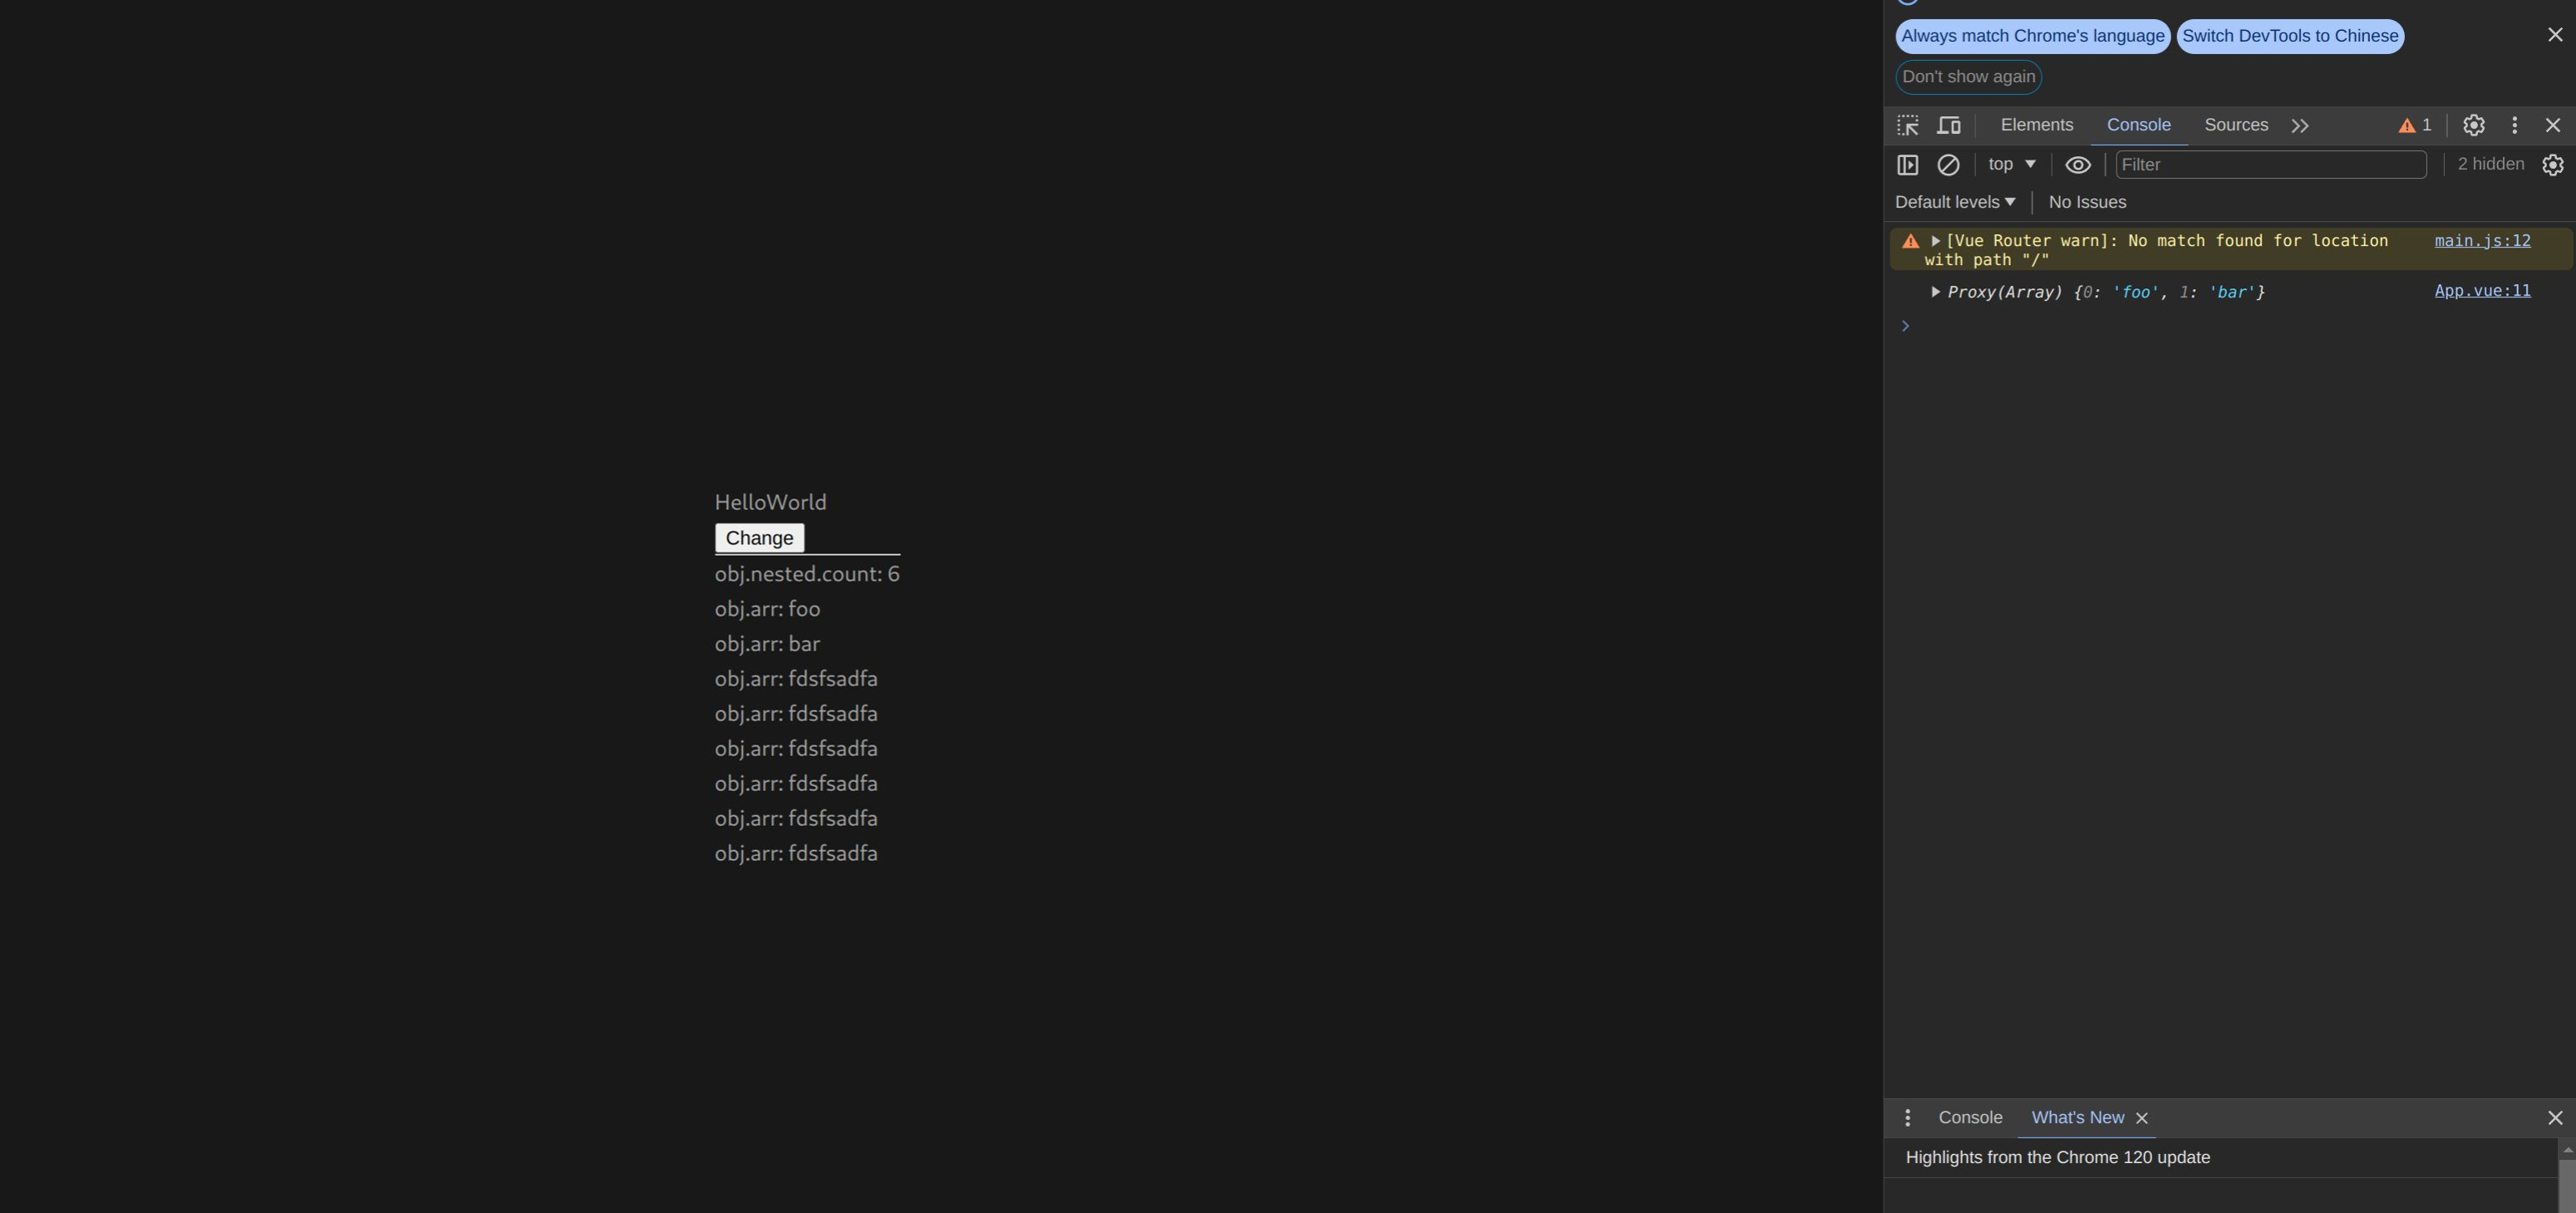 HelloWorld
Change
obj.nested.count: 6
obj.arr: foo
obj.arr: bar
obj.arr: fdsfsadfa
obj.arr: fdsfsadfa
obj.arr: fdsfsadfa
obj.arr: fdsfsadfa
obj.arr: fdsfsadfa
obj.arr: fdsfsadfa
Always match Chrome's language Switch DevTools to Chinese
Don't show again
Elements Console Sources 1
top Filter 2 hidden
Default levels No Issues
[Vue Router warn]: No match found for location main.js:12
with path "/"
Proxy(Array) {0: 'foo', 1: 'bar'} App.vue:11
Console What's New
Highlights from the Chrome 120 update